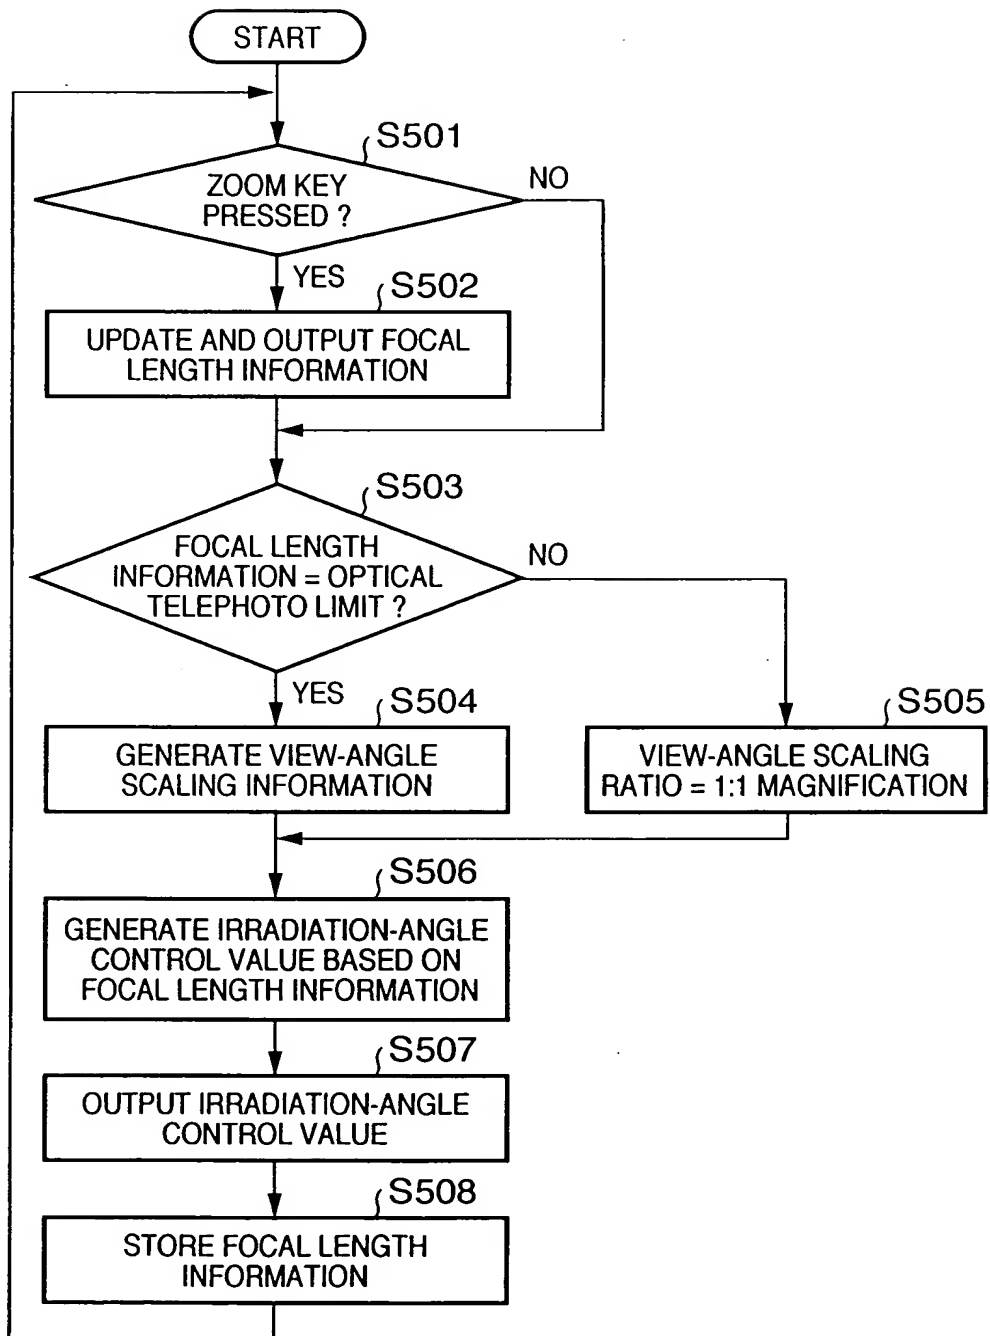 START
S501
ZOOM KEY
PRESSED ?
NO
YES
S502
UPDATE AND OUTPUT FOCAL
LENGTH INFORMATION
S503
FOCAL LENGTH
INFORMATION = OPTICAL
TELEPHOTO LIMIT ?
NO
YES
S504
GENERATE VIEW-ANGLE
SCALING INFORMATION
S505
VIEW-ANGLE SCALING
RATIO = 1:1 MAGNIFICATION
S506
GENERATE IRRADIATION-ANGLE
CONTROL VALUE BASED ON
FOCAL LENGTH INFORMATION
S507
OUTPUT IRRADIATION-ANGLE
CONTROL VALUE
S508
STORE FOCAL LENGTH
INFORMATION